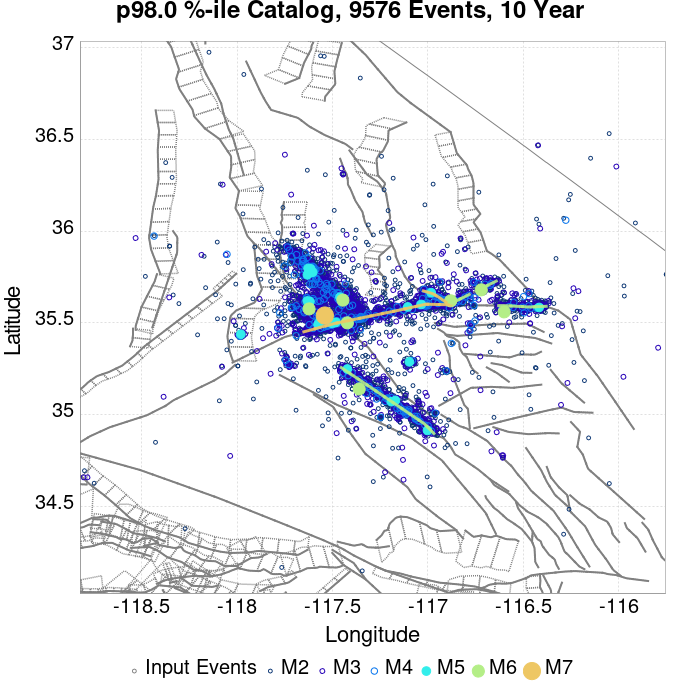 p98.0 %-ile Catalog, 9576 Events, 10 Year
37
36.5
36
35.5
35
34.5
Latitude
-118.5 -118 -117.5 -117 -116.5 -116
Longitude
Input Events M2 M3 M4 M5 M6 M7